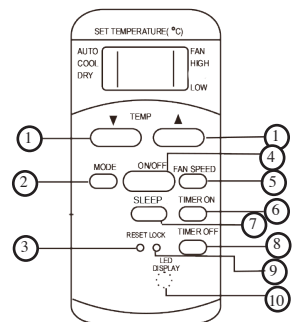 SET TEMPERATURE(°C)
AUTO FAN
COOL HIGH
DRY
LOW
▼ TEMP ▲
1 1
4
MODE ON/OFF FAN SPEED
2 5
SLEEP TIMER ON
6
7
RESET LOCK TIMER OFF
3 8
LED
DISPLAY
9
10